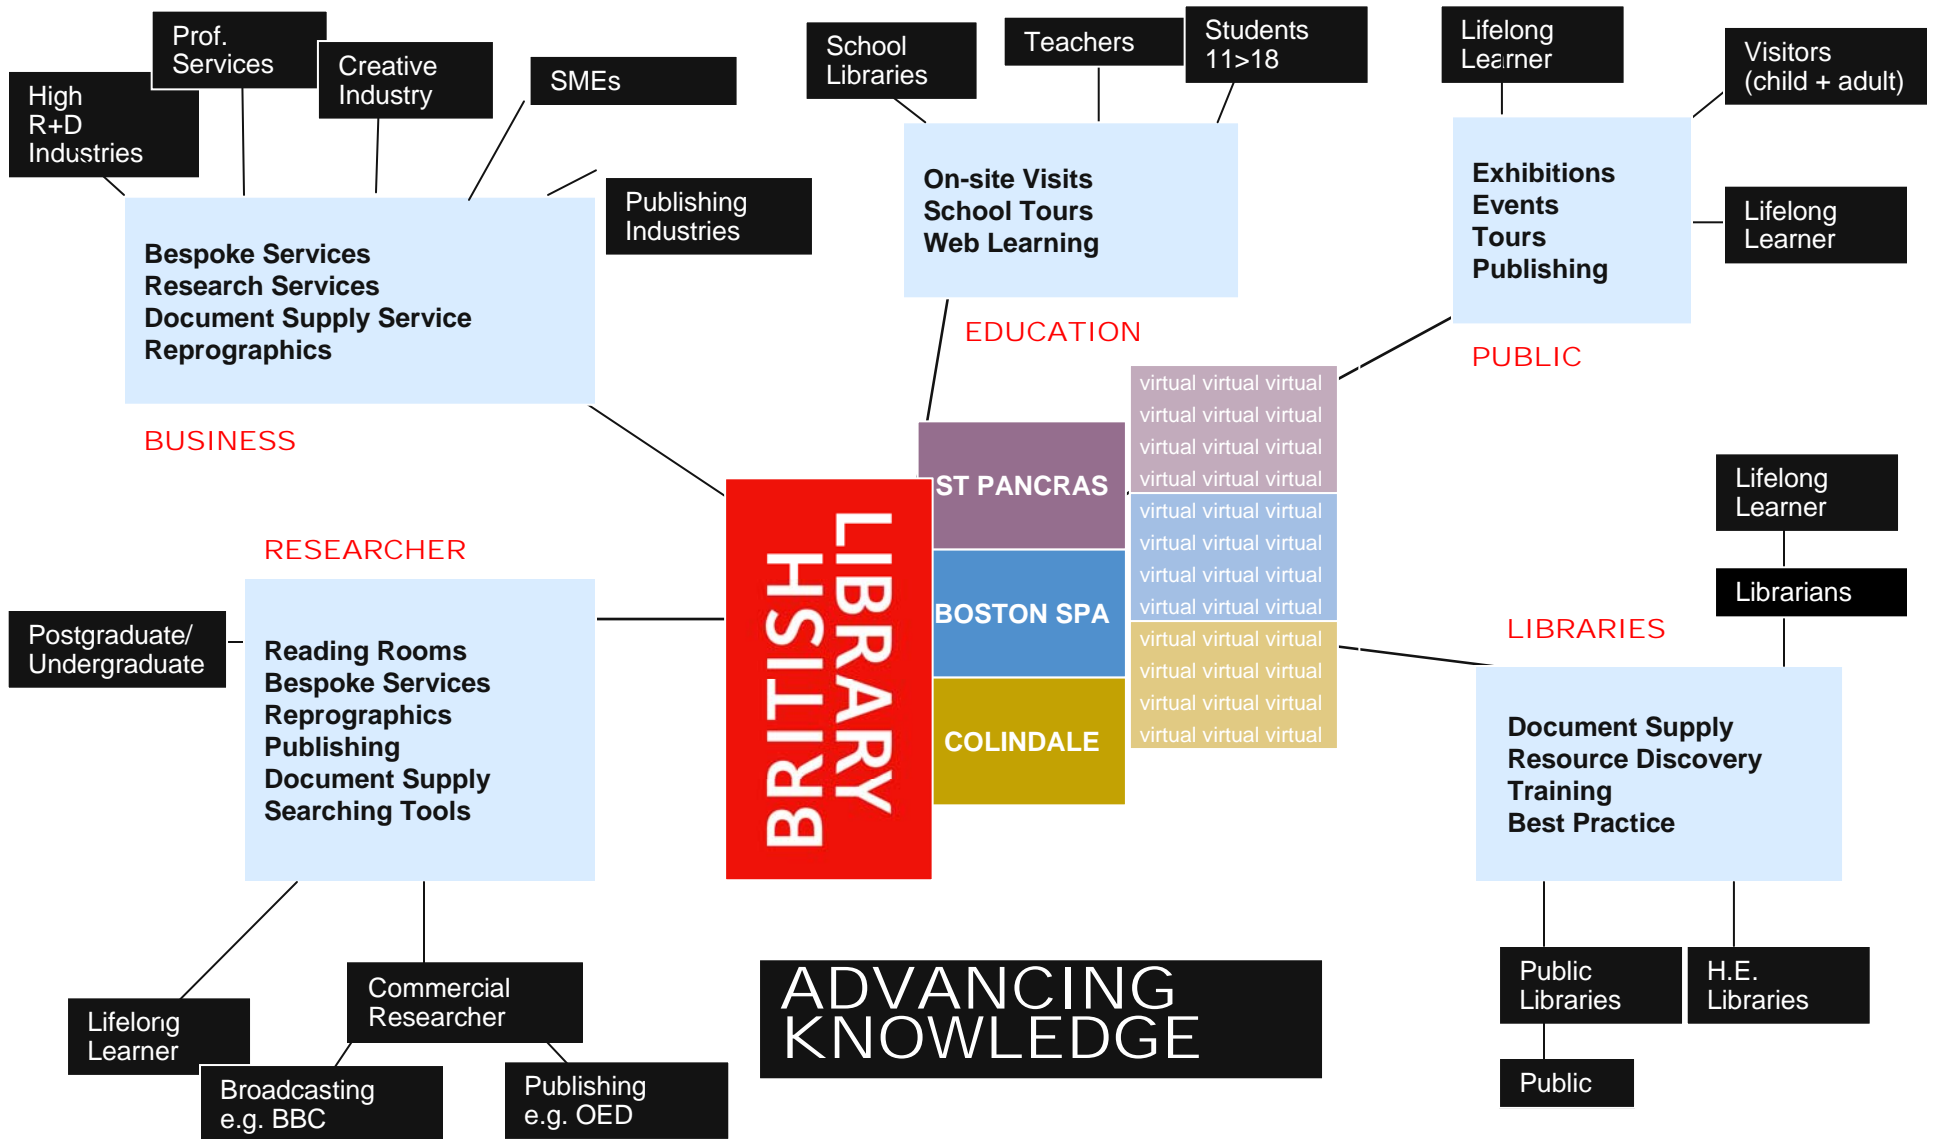 Prof.
Services
High
R+D
Industries
Creative
Industry
SMEs
Publishing
Industries
Bespoke Services
Research Services
Document Supply Service
Reprographics
BUSINESS
School
Libraries
Teachers
Students
11>18
On-site Visits
School Tours
Web Learning
EDUCATION
Lifelong
Learner
Visitors
(child + adult)
Lifelong
Learner
Exhibitions
Events
Tours
Publishing
PUBLIC
RESEARCHER
Postgraduate/
Undergraduate
Reading Rooms
Bespoke Services
Reprographics
Publishing
Document Supply
Searching Tools
Lifelong
Learner
Commercial
Researcher
Broadcasting
e.g. BBC
Publishing
e.g. OED
BRITISH
LIBRARY
ST PANCRAS
BOSTON SPA
COLINDALE
virtual virtual virtual
virtual virtual virtual
virtual virtual virtual
virtual virtual virtual
virtual virtual virtual
virtual virtual virtual
virtual virtual virtual
virtual virtual virtual
virtual virtual virtual
virtual virtual virtual
virtual virtual virtual
virtual virtual virtual
Lifelong
Learner
Librarians
LIBRARIES
Document Supply
Resource Discovery
Training
Best Practice
Public
Libraries
H.E.
Libraries
Public
ADVANCING
KNOWLEDGE